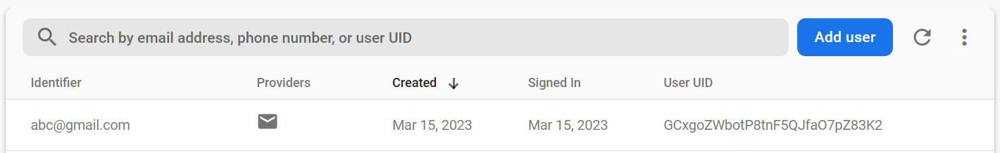 Search by email address, phone number, or user UID Add user
Identifier Providers Created Signed In User UID
abc@gmail.com Mar 15, 2023 Mar 15, 2023 GCxgoZWbotP8tnF5QJfaO7pZ83K2